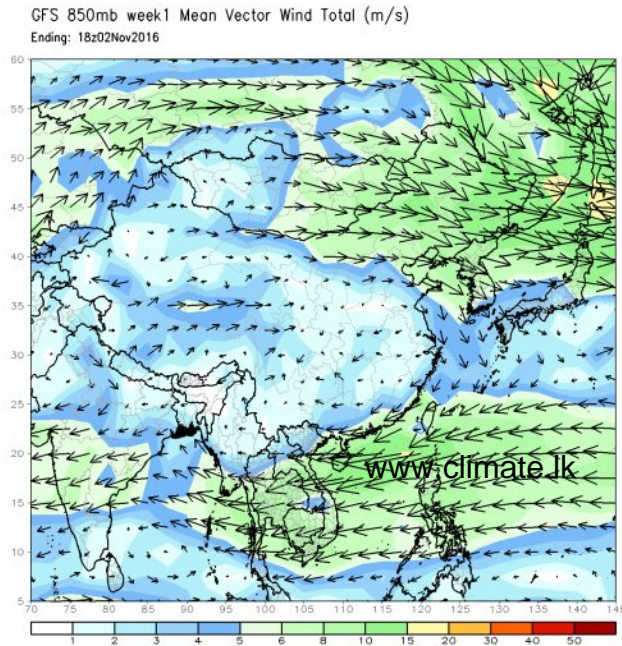 GFS 850mb week1 Mean Vector Wind Total (m/s)
Ending: 18z02Nov2016
60
55
50
45
40
35
30
25
20
15
10
5
www.climate.lk
70 75 80 85 90 95 100 105 110 115 120 125 130 135 140 145
1 2 3 4 5 6 8 10 15 20 30 40 50